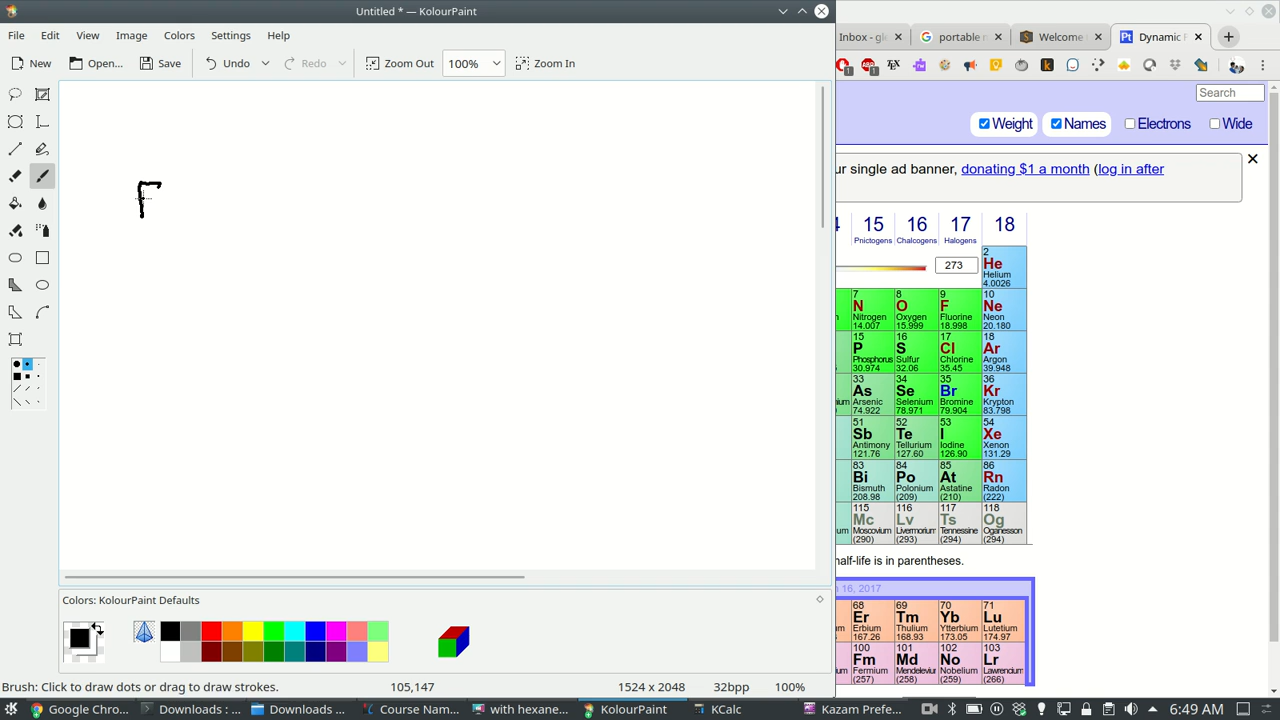 Untitled * — KolourPaint
File Edit View Image Colors Settings Help
New Open... Save Undo Redo Zoom Out 100% Zoom In
Colors: KolourPaint Defaults
Brush: Click to draw dots or drag to draw strokes. 105,147 1524 x 2048 32bpp 100%
Inbox - gl
portable n
Welcome
Dynamic P
Search
Weight Names Electrons Wide
ur single ad banner, donating $1 a month (log in after
15 16 17 18
Pnictogens Chalcogens Halogens
273
2
He
Helium
4.0026
7 8 9 10
N O F Ne
Nitrogen Oxygen Fluorine Neon
14.007 15.999 18.998 20.180
15 16 17 18
P S Cl Ar
Phosphorus Sulfur Chlorine Argon
30.974 32.06 35.45 39.948
33 34 35 36
As Se Br Kr
Arsenic Selenium Bromine Krypton
74.922 78.971 79.904 83.798
51 52 53 54
Sb Te I Xe
Antimony Tellurium Iodine Xenon
121.76 127.60 126.90 131.29
83 84 85 86
Bi Po At Rn
Bismuth Polonium Astatine Radon
208.98 (209) (210) (222)
115 116 117 118
Mc Lv Ts Og
Moscovium Livermorium Tennessine Oganesson
(290) (293) (294) (294)
half-life is in parentheses.
16, 2017
68 69 70 71
Er Tm Yb Lu
Erbium Thulium Ytterbium Lutetium
167.26 168.93 173.05 174.97
100 101 102 103
Fm Md No Lr
Fermium Mendelevium Nobelium Lawrencium
(257) (258) (259) (266)
Google Chro... Downloads : ... Downloads ... Course Nam... with hexane... KolourPaint KCalc Kazam Prefe... 6:49 AM